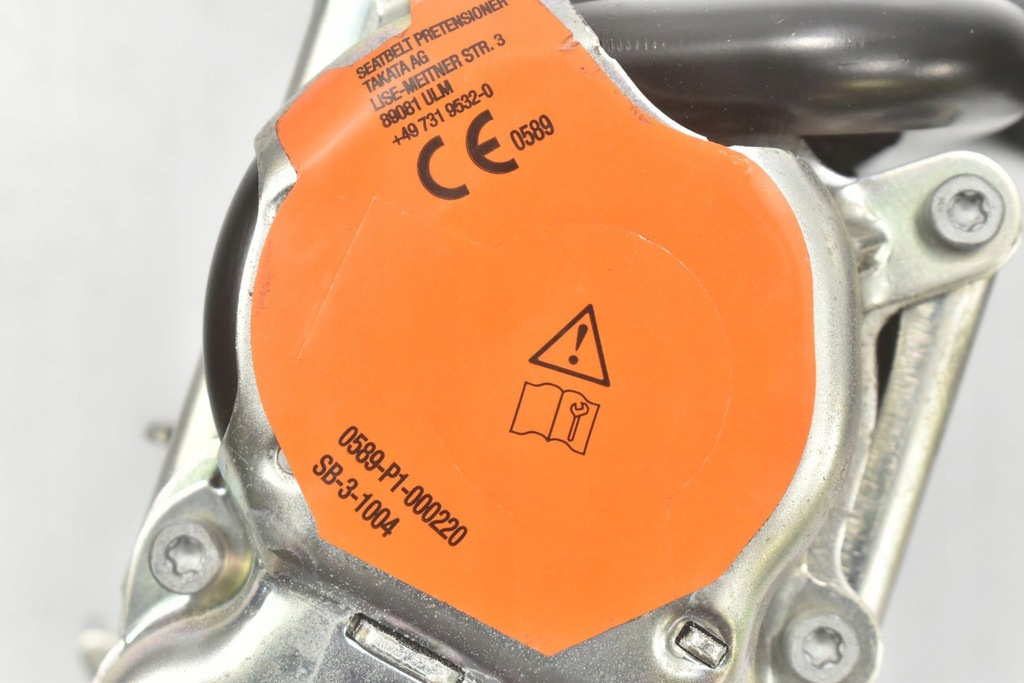 SEATBELT PRETENSIONER
TAKATA AG
LISE-MEITNER STR. 3
89081 ULM
+49 731 9532-0
CE 0589
0589-P1-000220
SB-3-1004